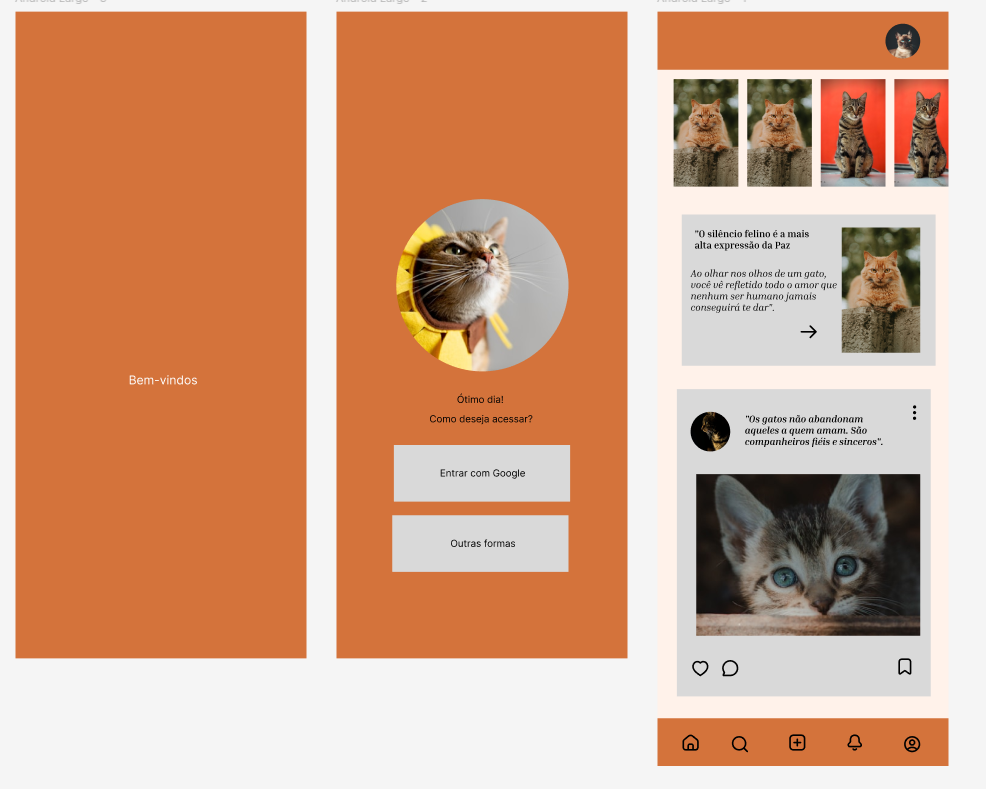 Bem-vindos
Ótimo dia!
Como deseja acessar?
Entrar com Google
Outras formas
"O silêncio felino é a mais
alta expressão da Paz
Ao olhar nos olhos de um gato,
você vê refletido todo o amor que
nenhum ser humano jamais
conseguirá te dar".
"Os gatos não abandonam
aqueles a quem amam. São
companheiros fiéis e sinceros".